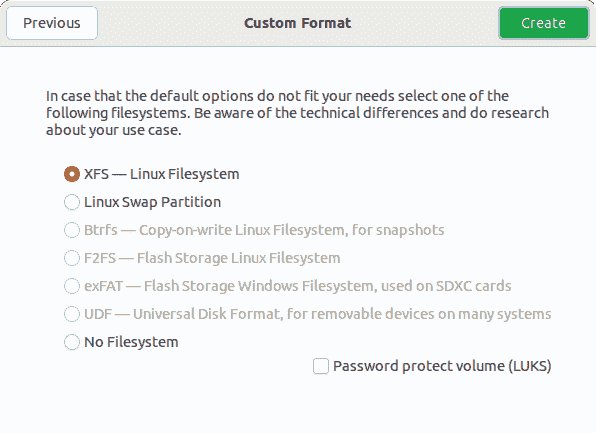 Previous
Custom Format
Create
In case that the default options do not fit your needs select one of the
following filesystems. Be aware of the technical differences and do research
about your use case.
XFS — Linux Filesystem
Linux Swap Partition
Btrfs — Copy-on-write Linux Filesystem, for snapshots
F2FS — Flash Storage Linux Filesystem
exFAT — Flash Storage Windows Filesystem, used on SDXC cards
UDF — Universal Disk Format, for removable devices on many systems
No Filesystem
Password protect volume (LUKS)